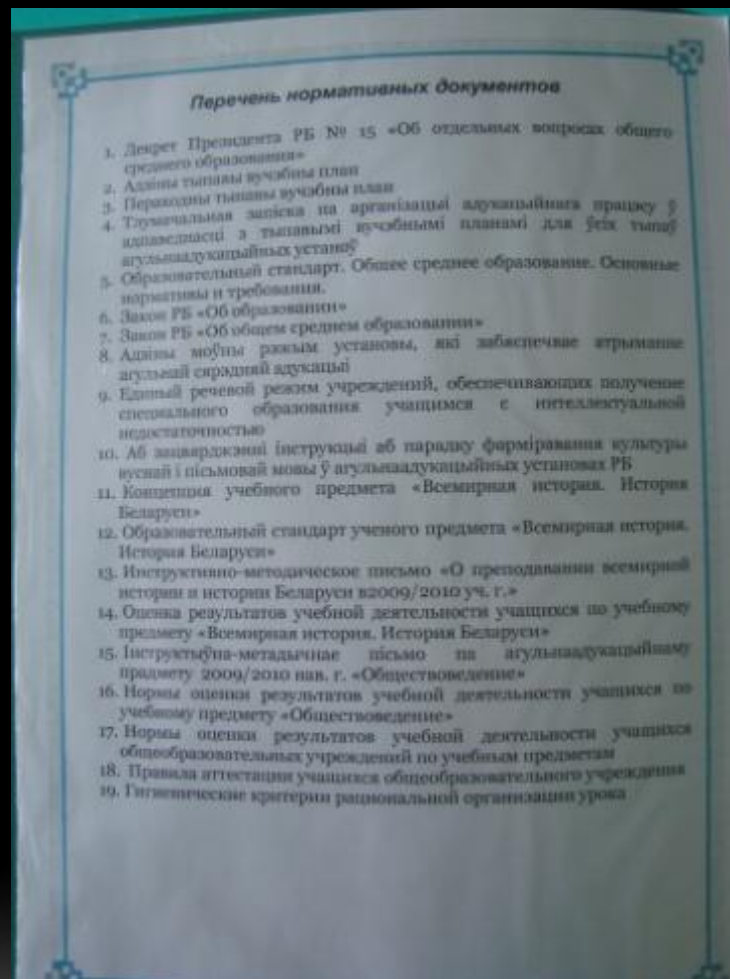 Перечень нормативных документов
1. Декрет Президента РБ № 15 «Об отдельных вопросах общего
среднего образования»
2. Адзіны тыпавы вучэбны план
3. Пераходны тыпавы вучэбны план
4. Тлумачальная запіска па арганізацыі адукацыйнага працэсу ў
адпаведнасці з тыпавымі вучэбнымі планамі для ўсіх тыпаў
агульнаадукацыйных устаноў
5. Образовательный стандарт. Общее среднее образование. Основные
нормативы и требования.
6. Закон РБ «Об образовании»
7. Закон РБ «Об общем среднем образовании»
8. Адзіны моўны рэжым установы, які забяспечвае атрыманне
агульнай сярэдняй адукацыі
9. Единый речевой режим учреждений, обеспечивающих получение
специального образования учащимся с интеллектуальной
недостаточностью
10. Аб зацвярджэнні інструкцыі аб парадку фарміравання культуры
вуснай і пісьмовай мовы ў агульнаадукацыйных установах РБ
11. Концепция учебного предмета «Всемирная история. История
Беларуси»
12. Образовательный стандарт ученого предмета «Всемирная история.
История Беларуси»
13. Инструктивно-методическое письмо «О преподавании всемирной
истории и истории Беларуси в2009/2010 уч. г.»
14. Оценка результатов учебной деятельности учащихся по учебному
предмету «Всемирная история. История Беларуси»
15. Інструктыўна-метадычнае пісьмо па агульнаадукацыйнаму
прадмету 2009/2010 нав. г. «Обществоведение»
16. Нормы оценки результатов учебной деятельности учащихся по
учебному предмету «Обществоведение»
17. Нормы оценки результатов учебной деятельности учащихся
общеобразовательных учреждений по учебным предметам
18. Правила аттестации учащихся общеобразовательного учреждения
19. Гигиенические критерии рациональной организации урока